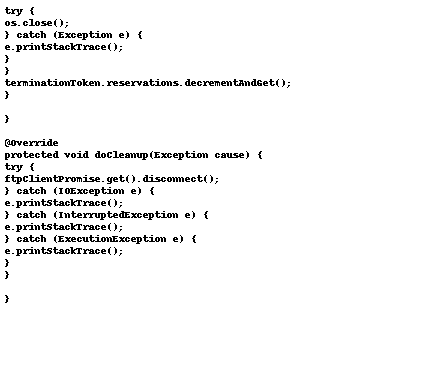 try {
os.close();
} catch (Exception e) {
e.printStackTrace();
}
}
terminationToken.reservations.decrementAndGet();
}

}

@Override
protected void doCleanup(Exception cause) {
try {
ftpClientPromise.get().disconnect();
} catch (IOException e) {
e.printStackTrace();
} catch (InterruptedException e) {
e.printStackTrace();
} catch (ExecutionException e) {
e.printStackTrace();
}
}

}